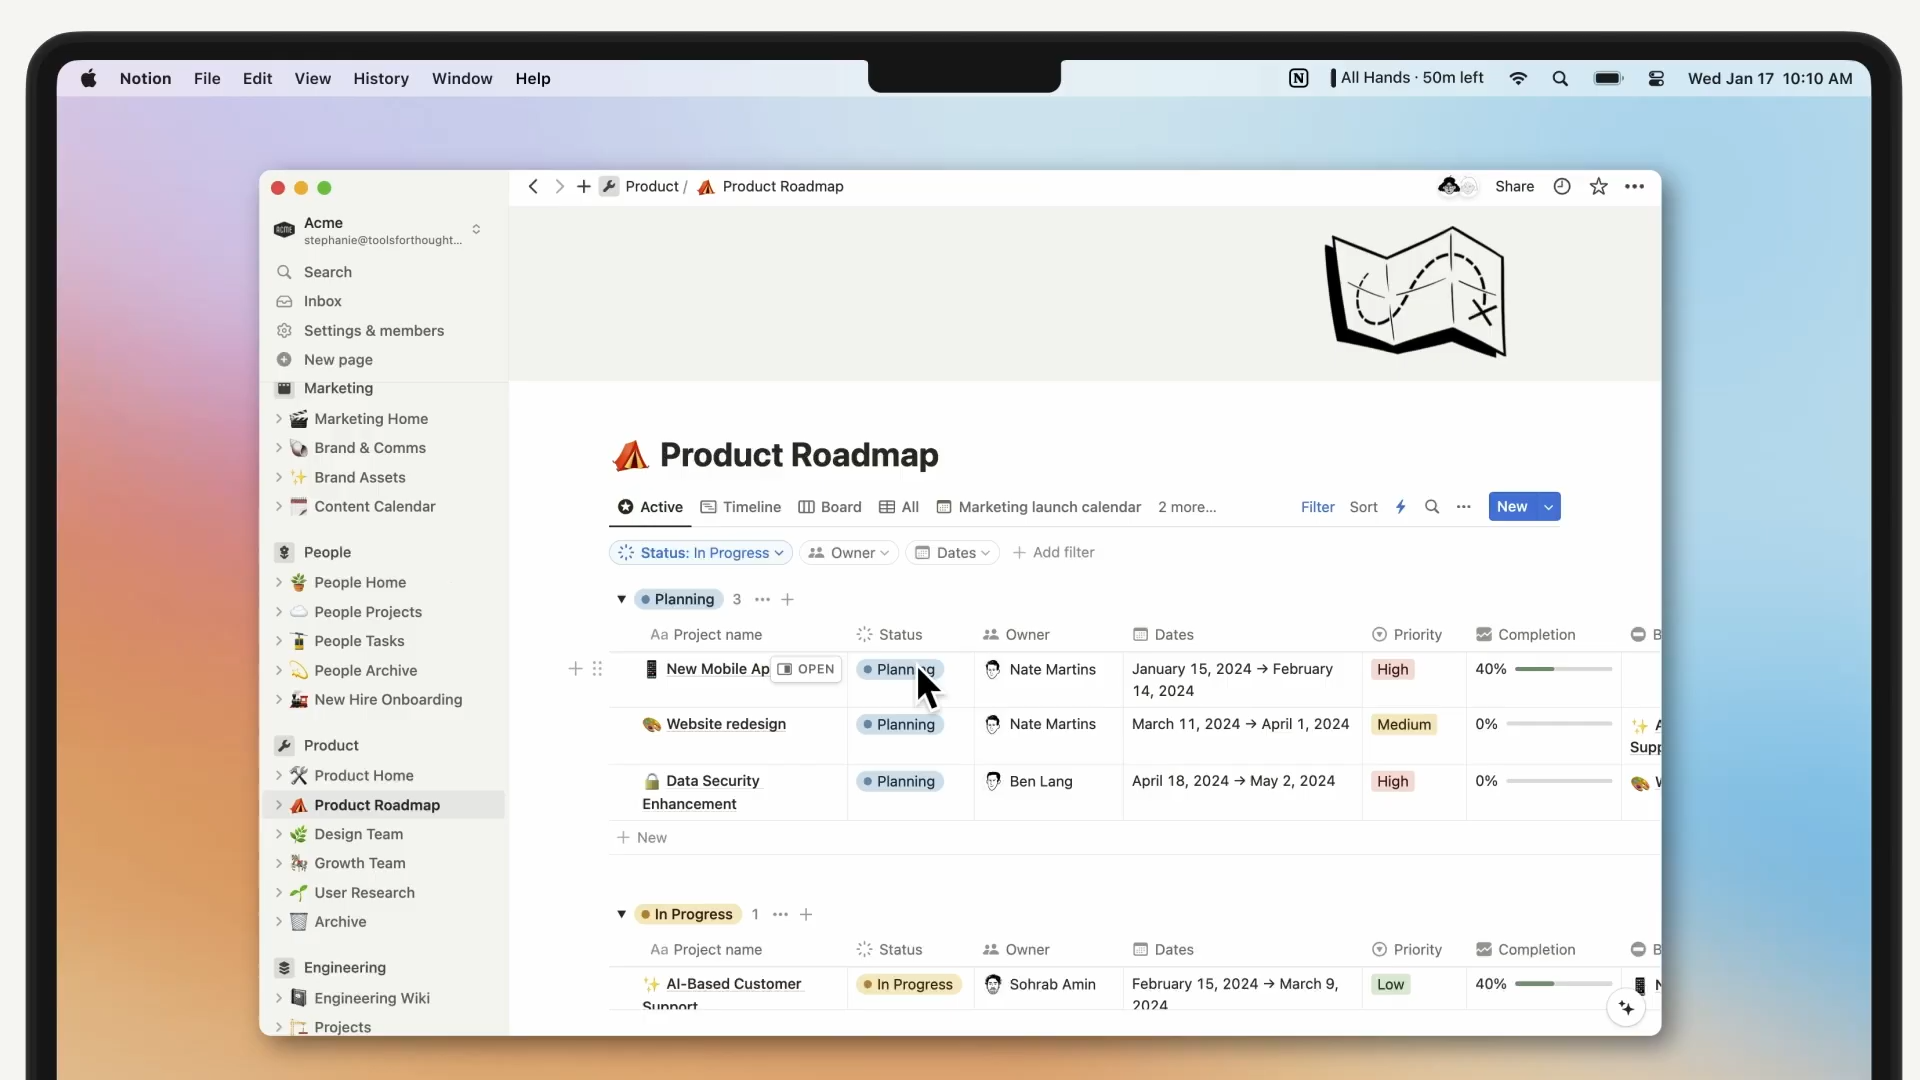 Notion File Edit View History Window Help
All Hands · 50m left
Wed Jan 17 10:10 AM
Product / Product Roadmap
Share
ACME
Acme
stephanie@toolsforthought...
Search
Inbox
Settings & members
New page
Marketing
Marketing Home
Brand & Comms
Brand Assets
Content Calendar
People
People Home
People Projects
People Tasks
People Archive
New Hire Onboarding
Product
Product Home
Product Roadmap
Design Team
Growth Team
User Research
Archive
Engineering
Engineering Wiki
Projects
Product Roadmap
Active Timeline Board All Marketing launch calendar 2 more... Filter Sort New
Status: In Progress Owner Dates Add filter
Planning 3
Aa Project name Status Owner Dates Priority Completion B
New Mobile Ap OPEN Planning Nate Martins January 15, 2024 → February High 40%
14, 2024
Website redesign Planning Nate Martins March 11, 2024 → April 1, 2024 Medium 0% A
Supp
Data Security Planning Ben Lang April 18, 2024 → May 2, 2024 High 0%
Enhancement
New
In Progress 1
Aa Project name Status Owner Dates Priority Completion B
AI-Based Customer In Progress Sohrab Amin February 15, 2024 → March 9, Low 40% N
Support 2024